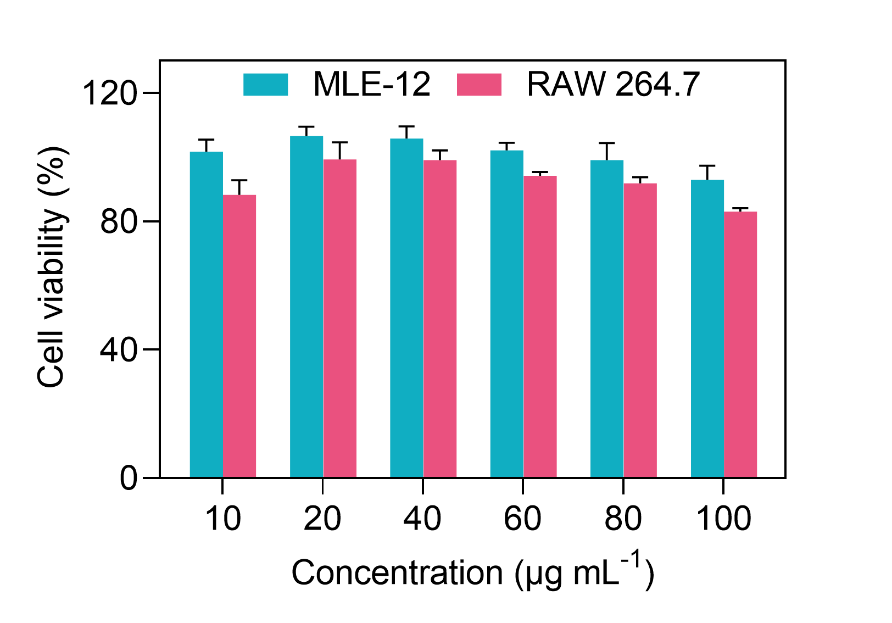 MLE-12 RAW 264.7
120
80
40
0
Cell viability (%)
10 20 40 60 80 100
Concentration (µg mL⁻¹)